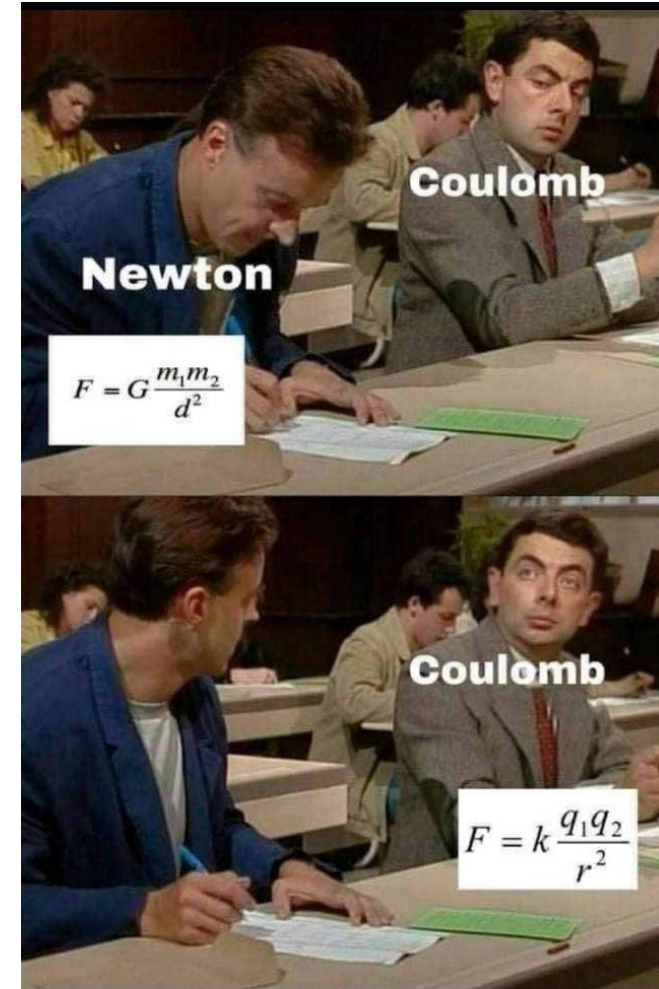 Coulomb
Newton
F = G m₁m₂ / d²
Coulomb
F = k q₁q₂ / r²